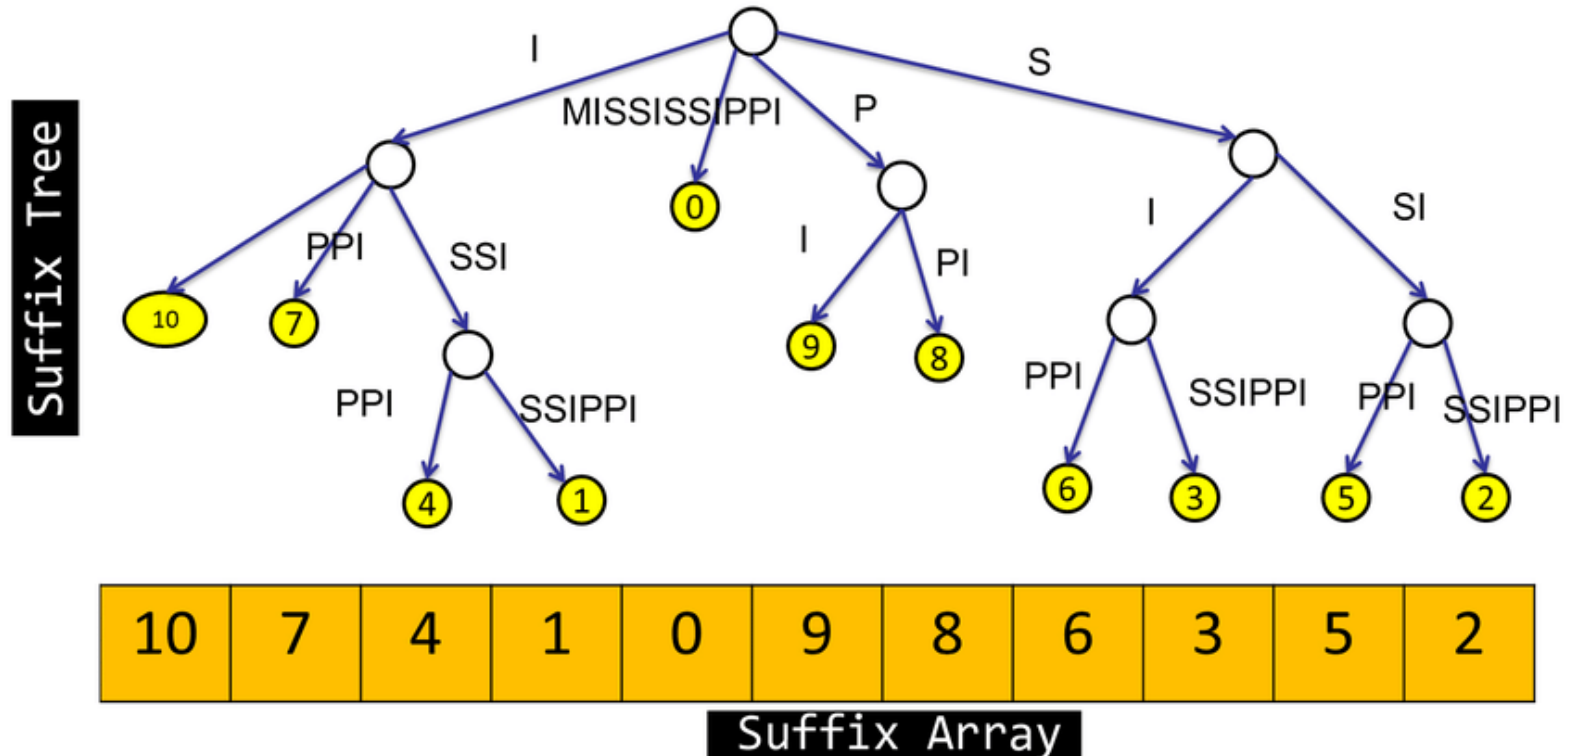 Suffix Tree
I
S
MISSISSIPPI
P
0
PPI
SSI
I
PI
I
SI
10
7
9
8
PPI
SSIPPI
PPI
SSIPPI
PPI
SSIPPI
4
1
6
3
5
2
10 7 4 1 0 9 8 6 3 5 2
Suffix Array